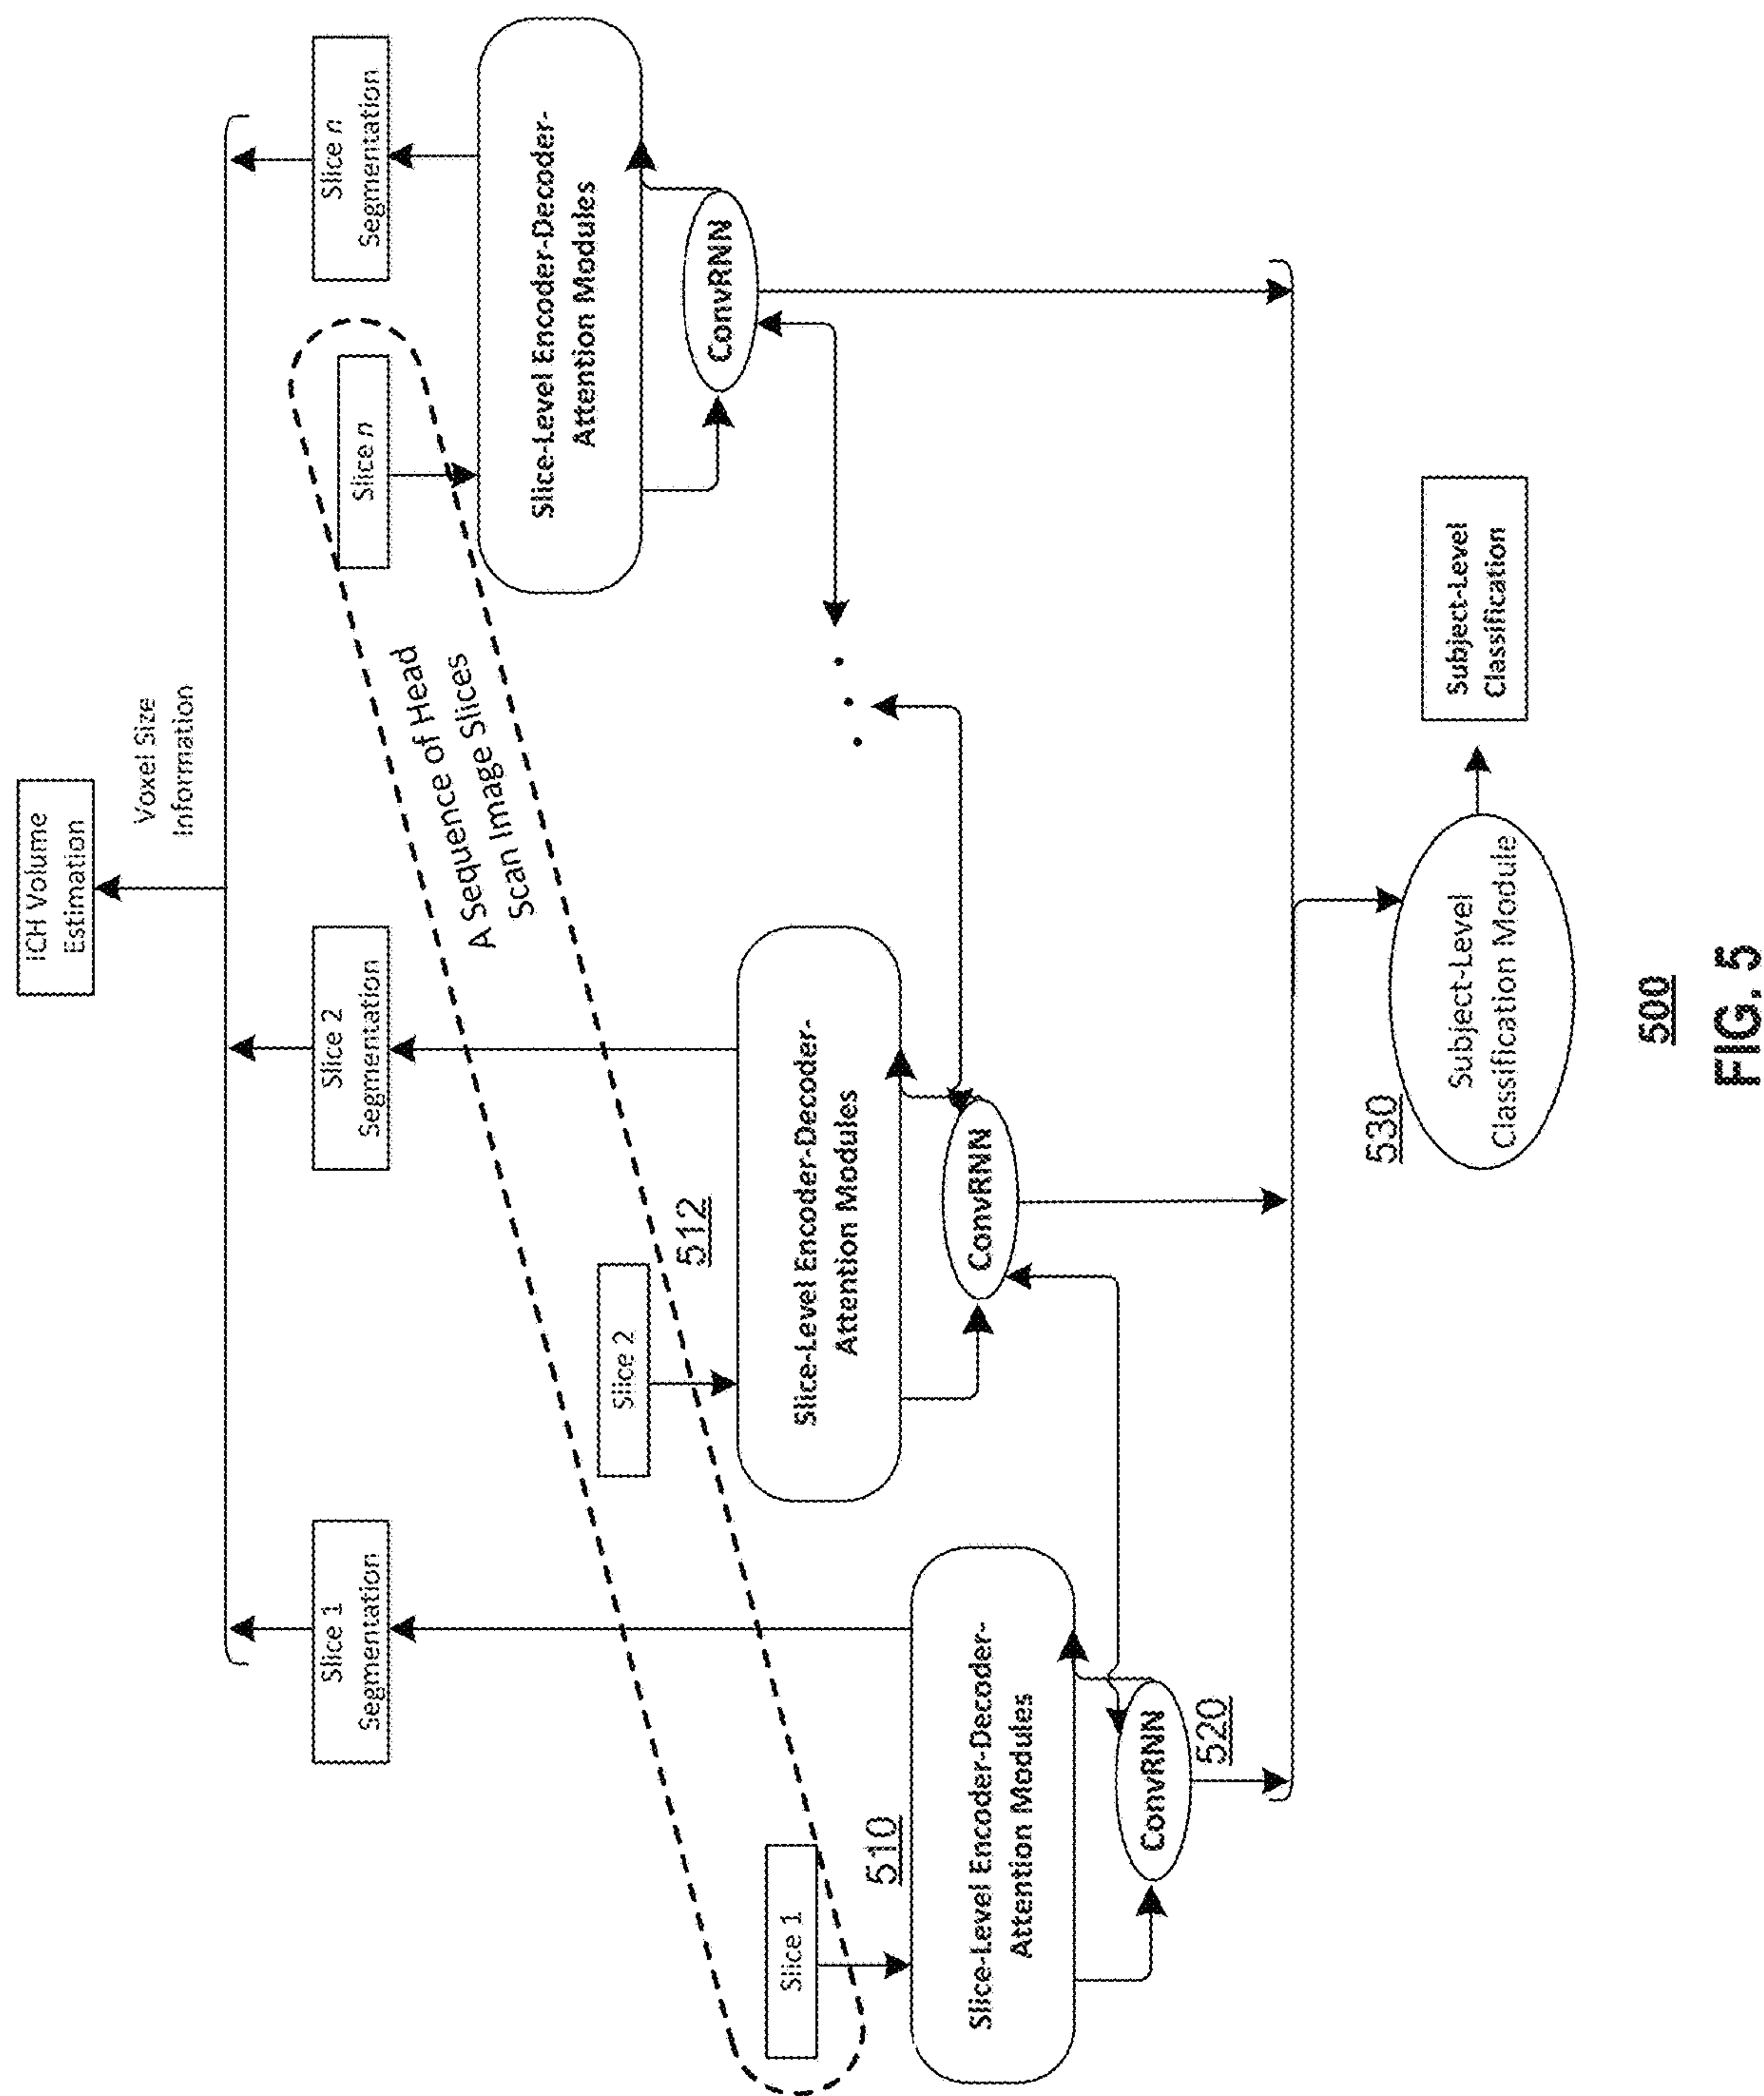 ICH Volume
Estimation
Voxel Size
Information
Slice 1
Segmentation
Slice 2
Segmentation
Slice n
Segmentation
A Sequence of Head
Scan Image Slices
Slice 1
Slice 2
Slice n
510
512
Slice-Level Encoder-Decoder-
Attention Modules
Slice-Level Encoder-Decoder-
Attention Modules
Slice-Level Encoder-Decoder-
Attention Modules
ConvRNN
ConvRNN
ConvRNN
520
. . .
530
Subject-Level
Classification Module
Subject-Level
Classification
500
FIG. 5